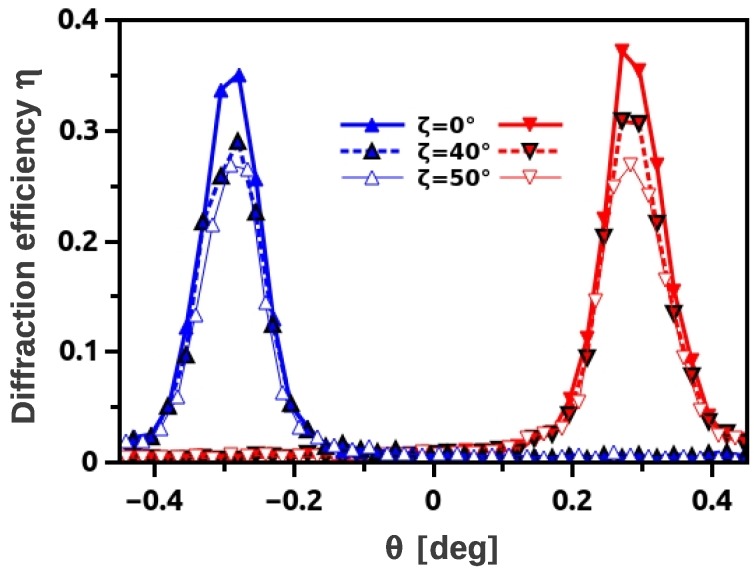 Diffraction efficiency η
0.4
0.3
0.2
0.1
0
ζ=0°
ζ=40°
ζ=50°
−0.4 −0.2 0 0.2 0.4
θ [deg]